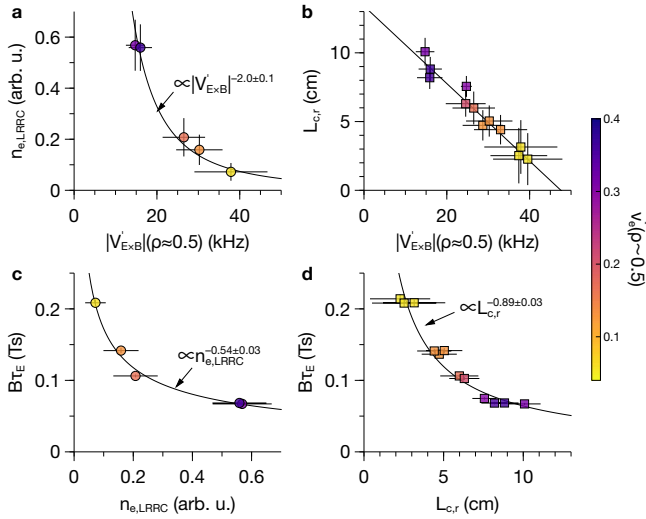 a
b
0.6
0.4
0.2
0
n_e,LRRC (arb. u.)
∝|V'_E×B|^−2.0±0.1
0
20
40
|V'_E×B|(ρ≈0.5) (kHz)
15
10
5
0
L_c,r (cm)
0
20
40
|V'_E×B|(ρ≈0.5) (kHz)
c
d
0.2
0.1
0
Bτ_E (Ts)
∝n_e,LRRC^−0.54±0.03
0
0.2
0.4
0.6
n_e,LRRC (arb. u.)
0.2
0.1
0
Bτ_E (Ts)
∝L_c,r^−0.89±0.03
0
5
10
L_c,r (cm)
0.4
0.3
0.2
0.1
ν_e^*(ρ~0.5)